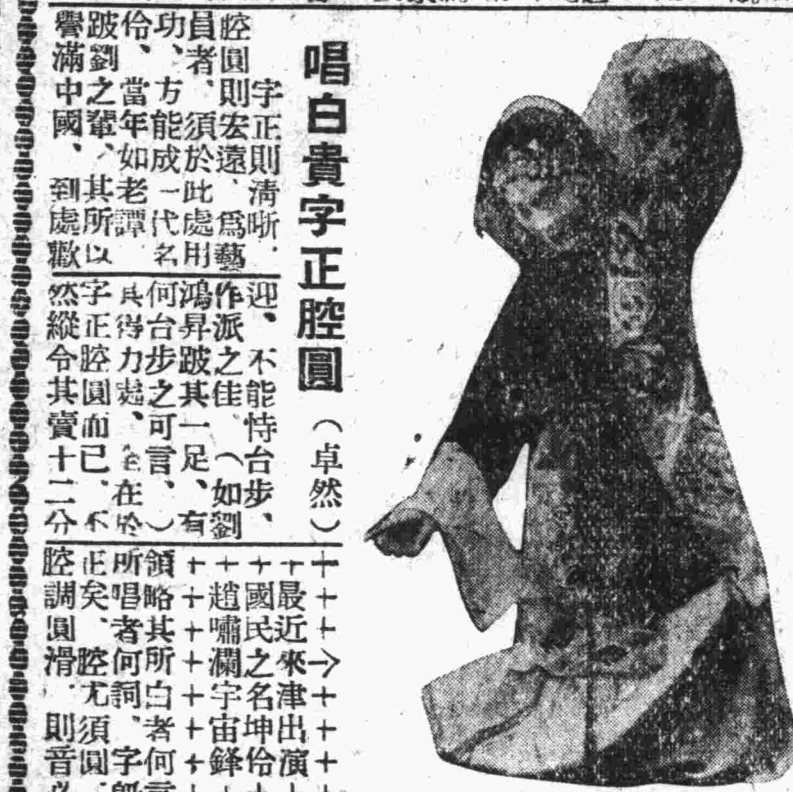 唱白貴字正腔圓
（卓然）
字正則清晰、
腔圓則宏遠、爲藝
員者、須於此處用
功、方能成一代名
伶、當年如老譚
跛劉之輩、其所以
譽滿中國、到處歡
迎、不能恃台步、
作派之佳、（如劉
鴻昇跛其一足、有
何台步之可言、）
其得力處、全在於
字正腔圓而已、不
然縱令其賣十二分
最近來津出演
國民之名坤伶
趙嘯瀾宇宙鋒
領略其所白者何言
所唱者何詞、字既
正矣、腔尤須圓、
腔調圓滑、則音必